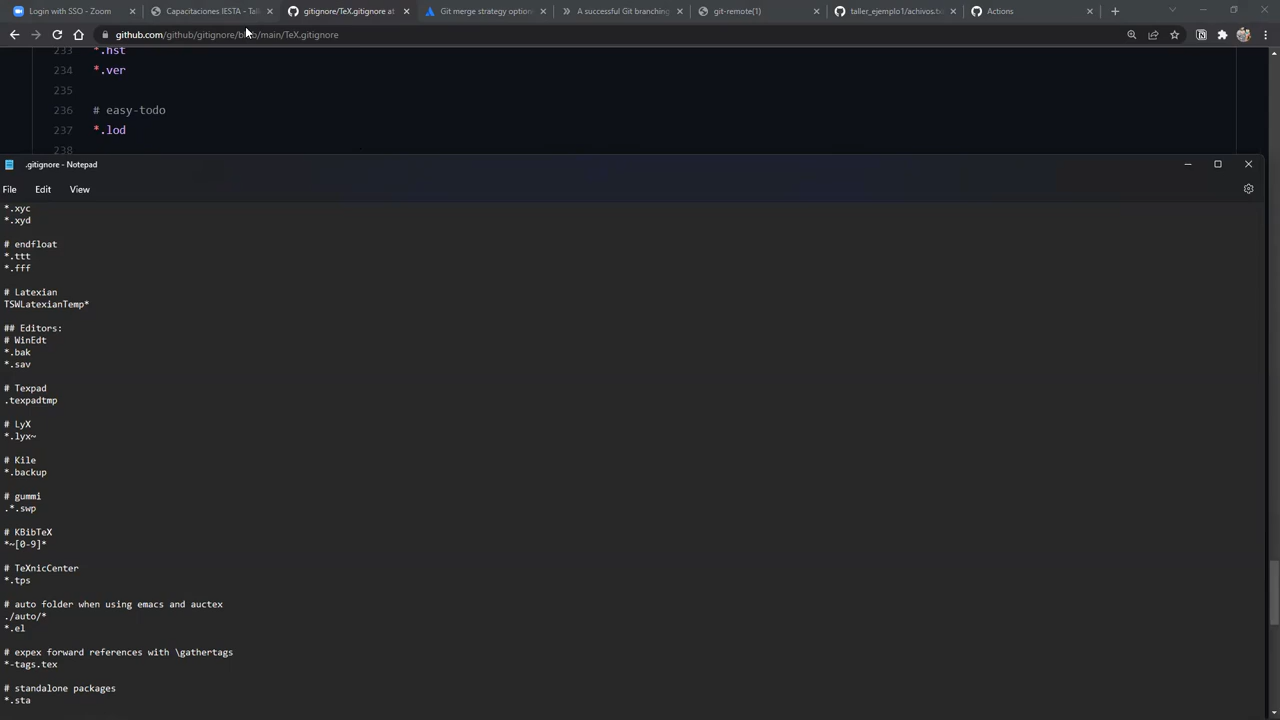 Login with SSO - Zoom
Capacitaciones IESTA - Tall
gitignore/TeX.gitignore at
Git merge strategy option
A successful Git branching
git-remote(1)
taller_ejemplo1/achivos.ta
Actions
github.com/github/gitignore/blob/main/TeX.gitignore
233 *.hst
234 *.ver
235
236 # easy-todo
237 *.lod
238
.gitignore - Notepad
File Edit View
*.xyc
*.xyd
# endfloat
*.ttt
*.fff
# Latexian
TSWLatexianTemp*
## Editors:
# WinEdt
*.bak
*.sav
# Texpad
.texpadtmp
# LyX
*.lyx~
# Kile
*.backup
# gummi
.*.swp
# KBibTeX
*~[0-9]*
# TeXnicCenter
*.tps
# auto folder when using emacs and auctex
./auto/*
*.el
# expex forward references with \gathertags
*-tags.tex
# standalone packages
*.sta